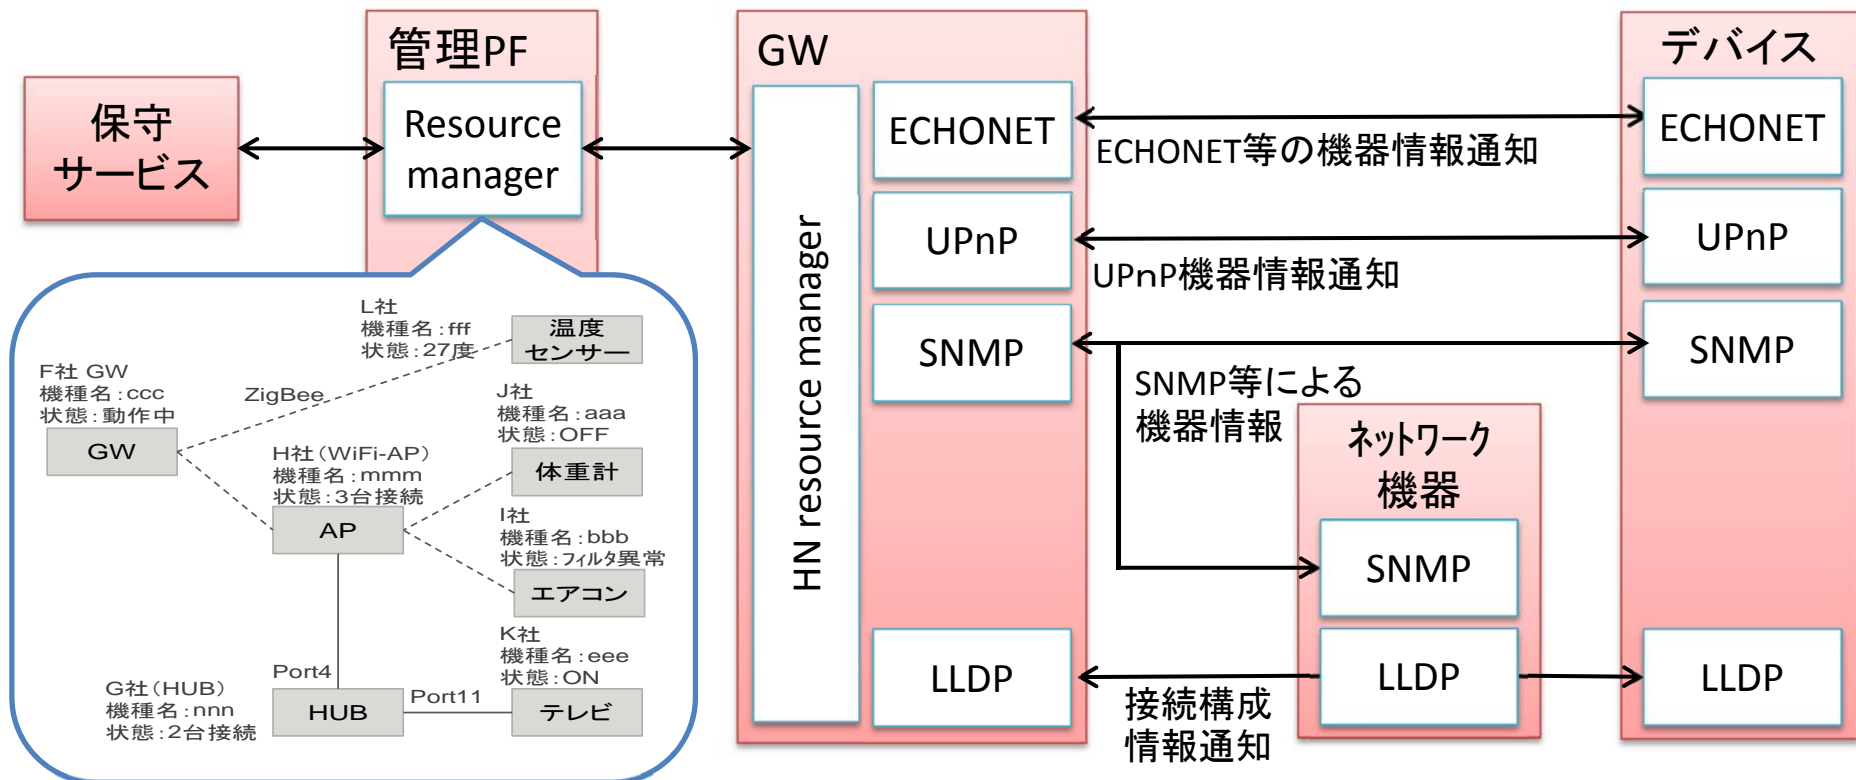 保守
サービス
管理PF
Resource
manager
GW
HN resource manager
ECHONET
UPnP
SNMP
LLDP
ECHONET等の機器情報通知
UPnP機器情報通知
SNMP等による
機器情報
接続構成
情報通知
ネットワーク
機器
SNMP
LLDP
デバイス
ECHONET
UPnP
SNMP
LLDP
L社
機種名:fff
状態:27度
温度
センサー
F社 GW
機種名:ccc
状態:動作中
GW
ZigBee
J社
機種名:aaa
状態:OFF
体重計
H社(WiFi-AP)
機種名:mmm
状態:3台接続
AP
I社
機種名:bbb
状態:フィルタ異常
エアコン
K社
機種名:eee
状態:ON
テレビ
Port4
Port11
G社(HUB)
機種名:nnn
状態:2台接続
HUB